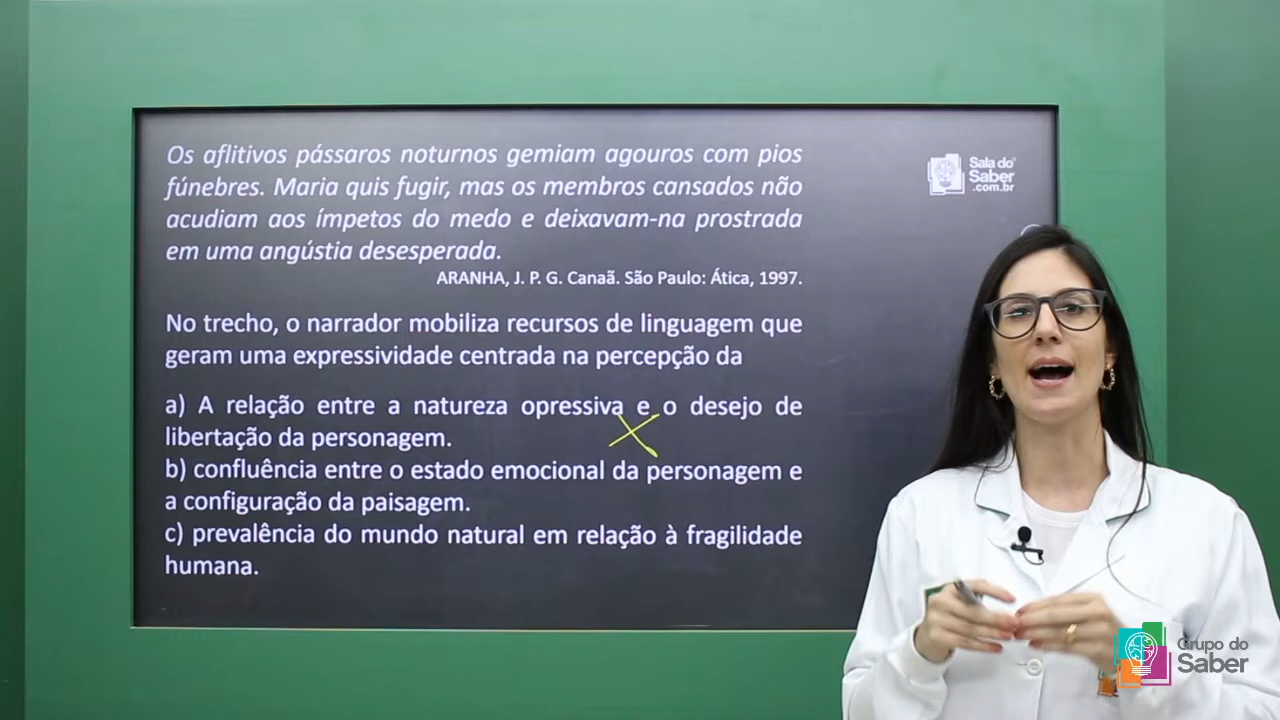 Os aflitivos pássaros noturnos gemiam agouros com pios
fúnebres. Maria quis fugir, mas os membros cansados não
acudiam aos ímpetos do medo e deixavam-na prostrada
em uma angústia desesperada.
ARANHA, J. P. G. Canaã. São Paulo: Ática, 1997.
No trecho, o narrador mobiliza recursos de linguagem que
geram uma expressividade centrada na percepção da
a) A relação entre a natureza opressiva e o desejo de
libertação da personagem.
b) confluência entre o estado emocional da personagem e
a configuração da paisagem.
c) prevalência do mundo natural em relação à fragilidade
humana.
Sala do
Saber
.com.br
Grupo do
Saber